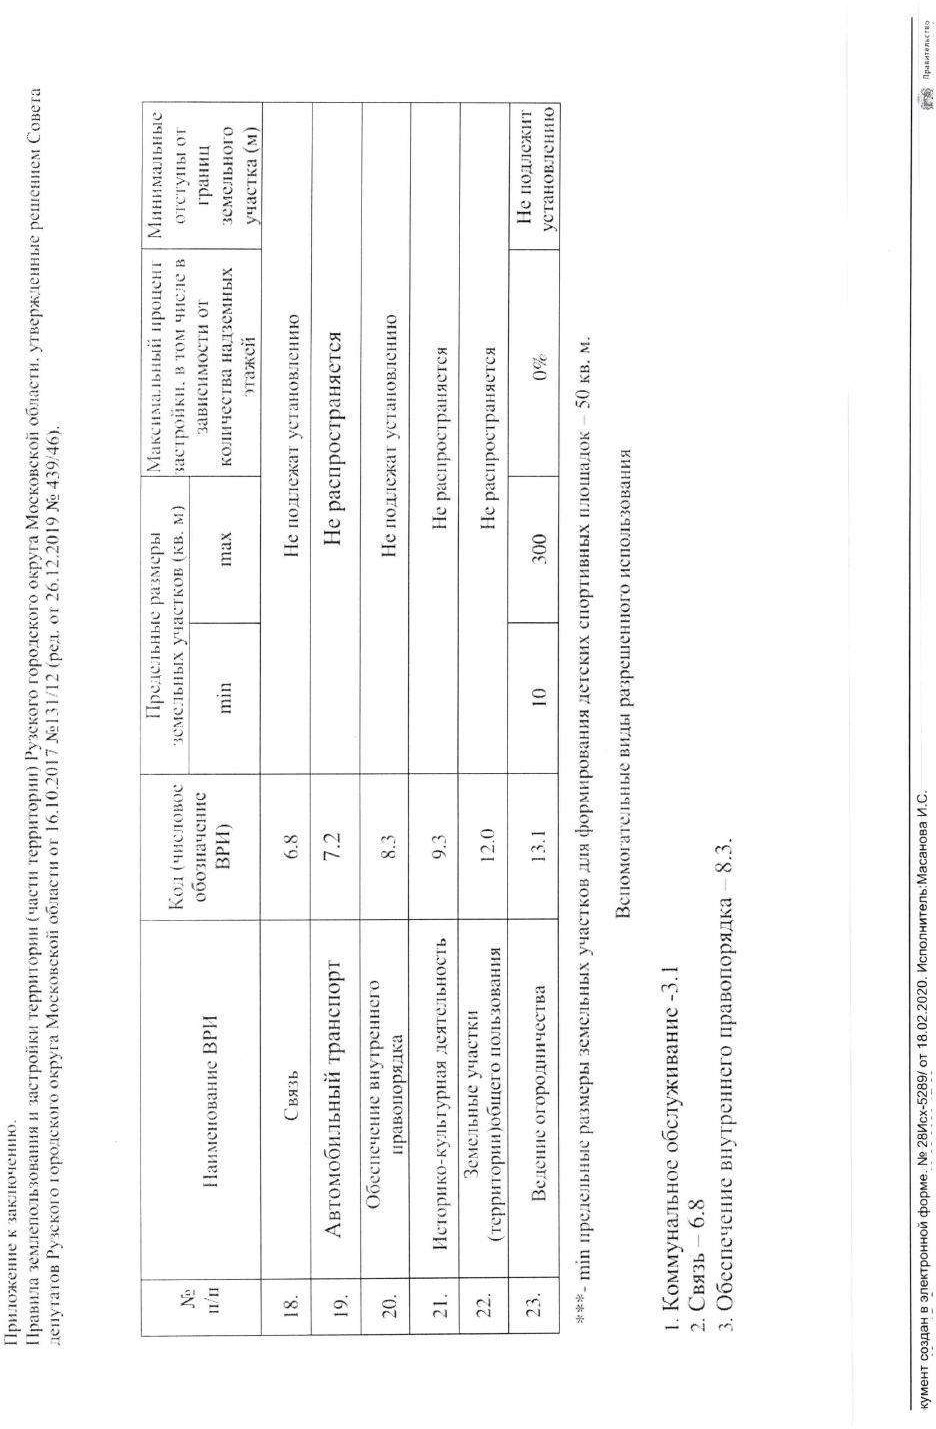 Приложение к заключению.
Правила землепользования и застройки территории (части территории) Рузского городского округа Московской области, утвержденные решением Совета
депутатов Рузского городского округа Московской области от 16.10.2017 №131/12 (ред. от 26.12.2019 № 439/46).
№ п/п
Наименование ВРИ
Код (числовое обозначение ВРИ)
Предельные размеры земельных участков (кв. м)
min
max
Максимальный процент застройки, в том числе в зависимости от количества надземных этажей
Минимальные отступы от границ земельного участка (м)
18. Связь 6.8 Не подлежат установлению
19. Автомобильный транспорт 7.2 Не распространяется
20. Обеспечение внутреннего правопорядка 8.3 Не подлежат установлению
21. Историко-культурная деятельность 9.3 Не распространяется
22. Земельные участки (территории)общего пользования 12.0 Не распространяется
23. Ведение огородничества 13.1 10 300 0% Не подлежит установлению
***- min предельные размеры земельных участков для формирования детских спортивных площадок – 50 кв. м.
Вспомогательные виды разрешенного использования
1. Коммунальное обслуживание -3.1
2. Связь – 6.8
3. Обеспечение внутреннего правопорядка – 8.3.
кумент создан в электронной форме. № 28Исх-5289/ от 18.02.2020. Исполнитель:Масанова И.С.
Правительство